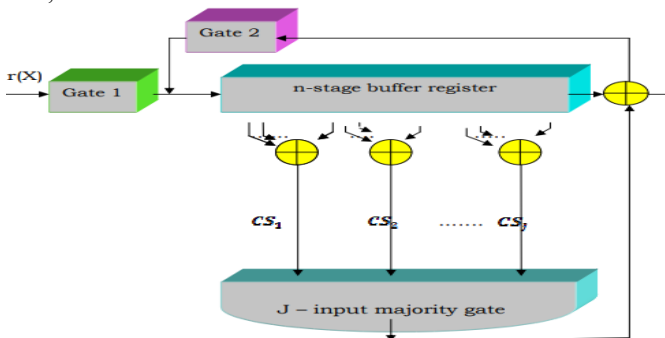 Gate 2
r(X)
Gate 1
n-stage buffer register
CS₁ CS₂ ....... CSⱼ
J – input majority gate